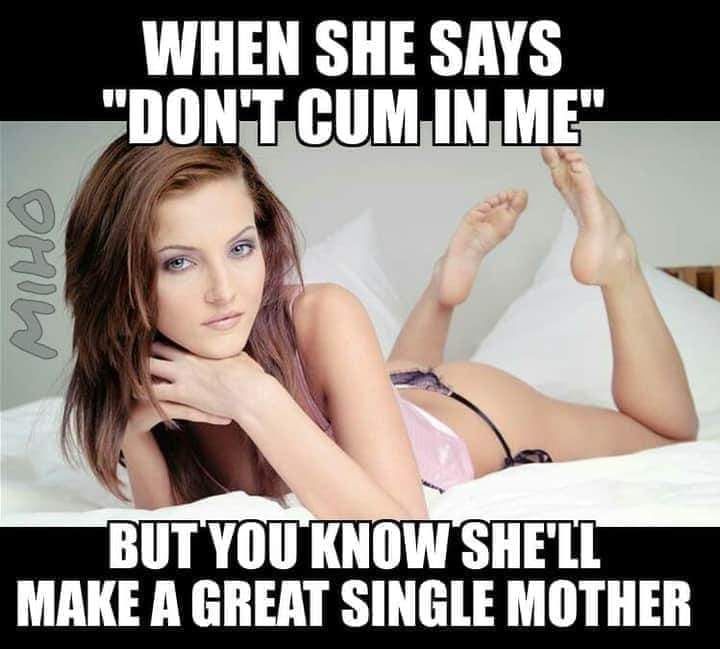 WHEN SHE SAYS
"DON'T CUM IN ME"
MIHO
BUT YOU KNOW SHE'LL
MAKE A GREAT SINGLE MOTHER